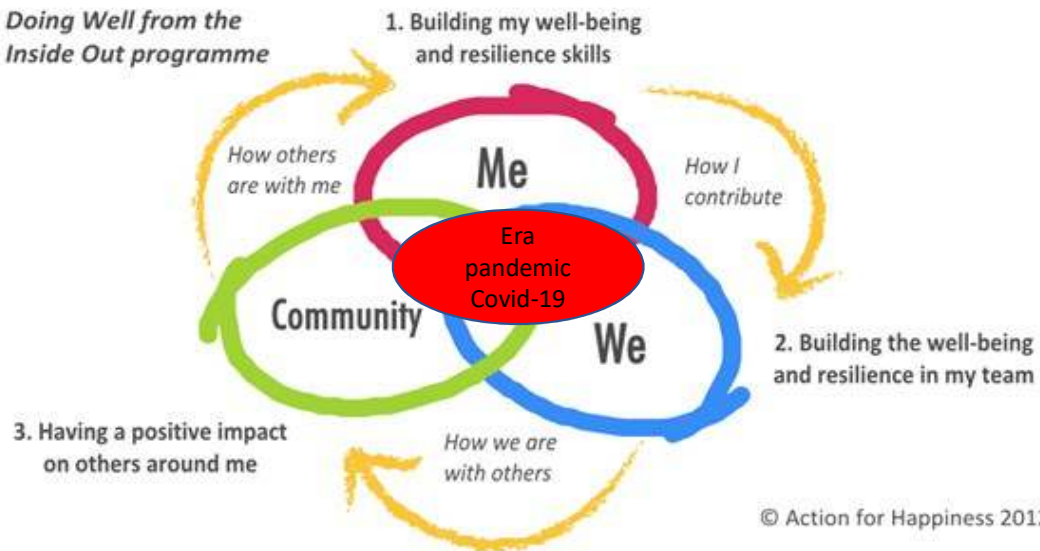 Doing Well from the
Inside Out programme
1. Building my well-being
and resilience skills
How others
are with me
Me
How I
contribute
Era
pandemic
Covid-19
Community
We
2. Building the well-being
and resilience in my team
3. Having a positive impact
on others around me
How we are
with others
© Action for Happiness